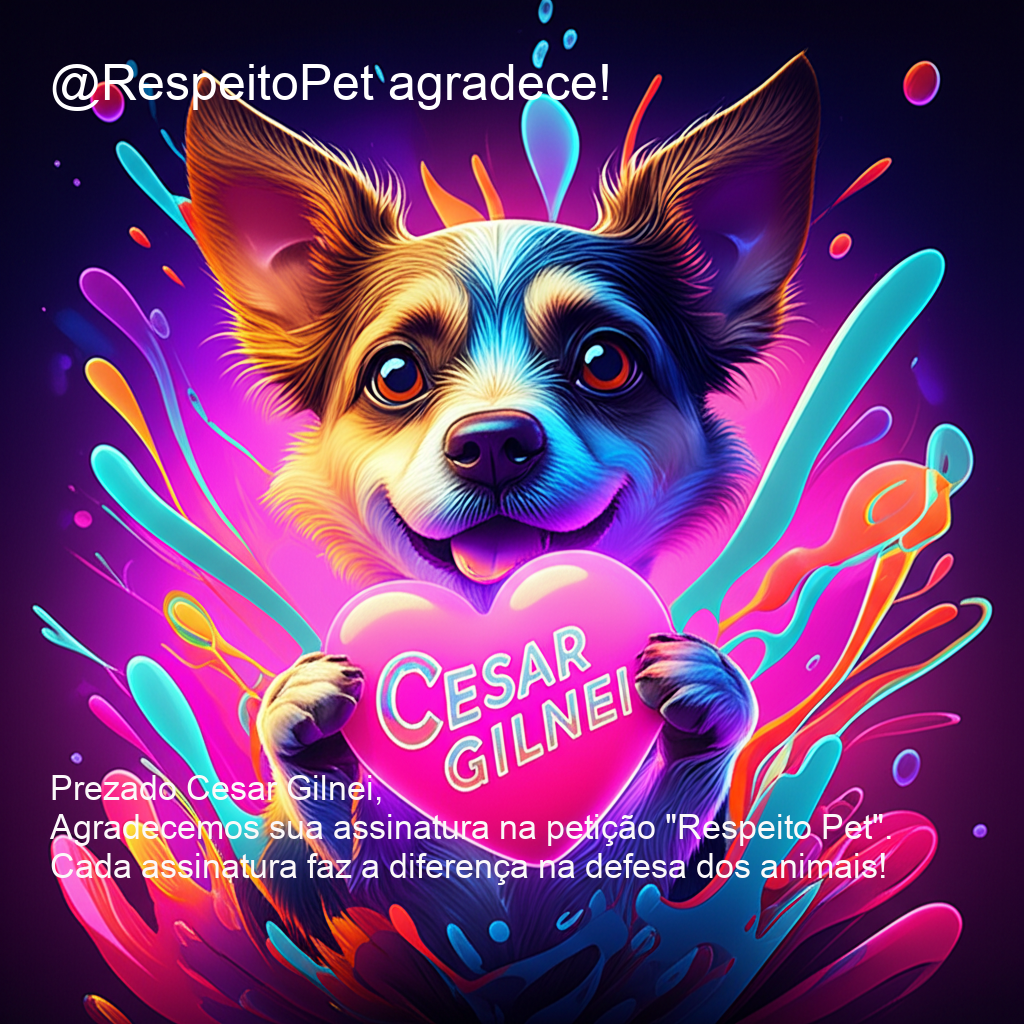 @RespeitoPet agradece!
CESAR
GILNEI
Prezado Cesar Gilnei,
Agradecemos sua assinatura na petição "Respeito Pet".
Cada assinatura faz a diferença na defesa dos animais!